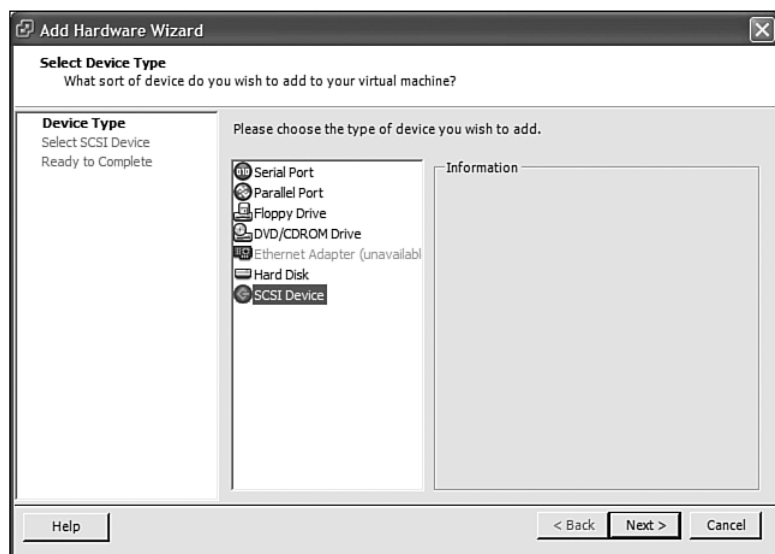 Add Hardware Wizard
Select Device Type
What sort of device do you wish to add to your virtual machine?
Device Type
Select SCSI Device
Ready to Complete
Please choose the type of device you wish to add.
Serial Port
Parallel Port
Floppy Drive
DVD/CDROM Drive
Ethernet Adapter (unavailabl
Hard Disk
SCSI Device
Information
Help
< Back
Next >
Cancel